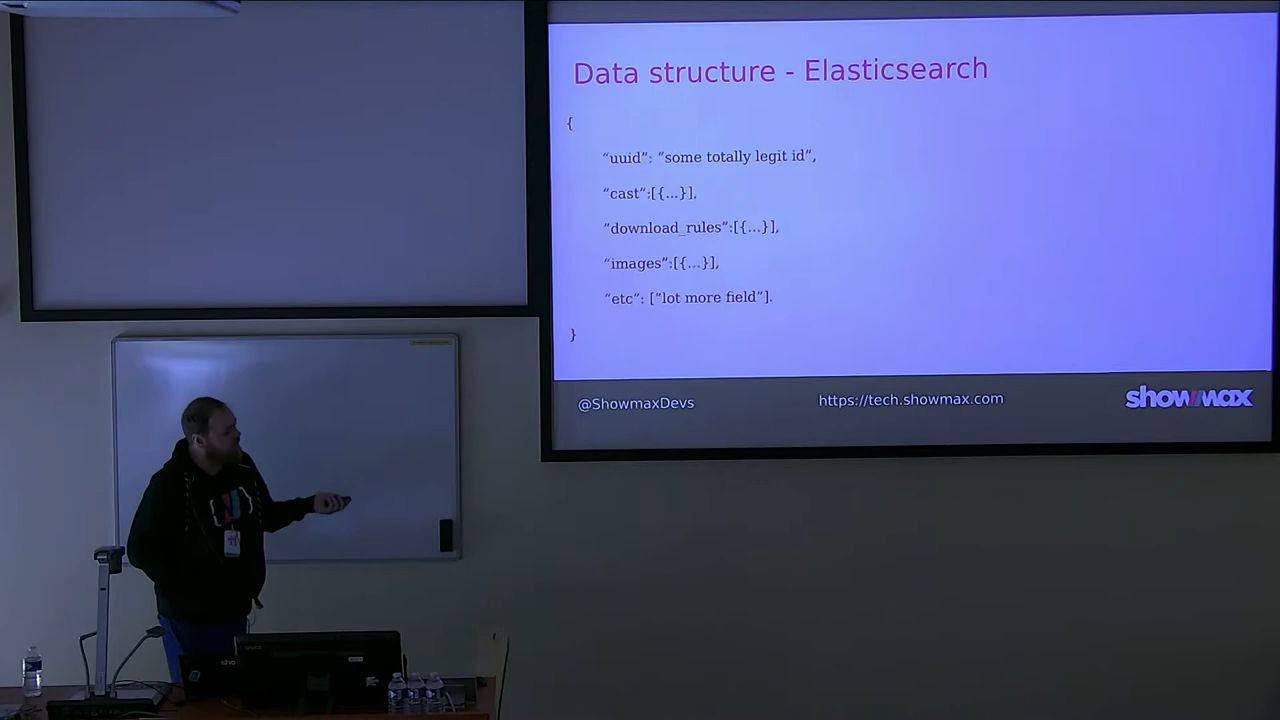 Data structure - Elasticsearch
{
“uuid”: “some totally legit id”,
“cast”:[{...}],
“download_rules”:[{...}],
“images”:[{...}],
“etc”: [“lot more field”].
}
@ShowmaxDevs
https://tech.showmax.com
showmax